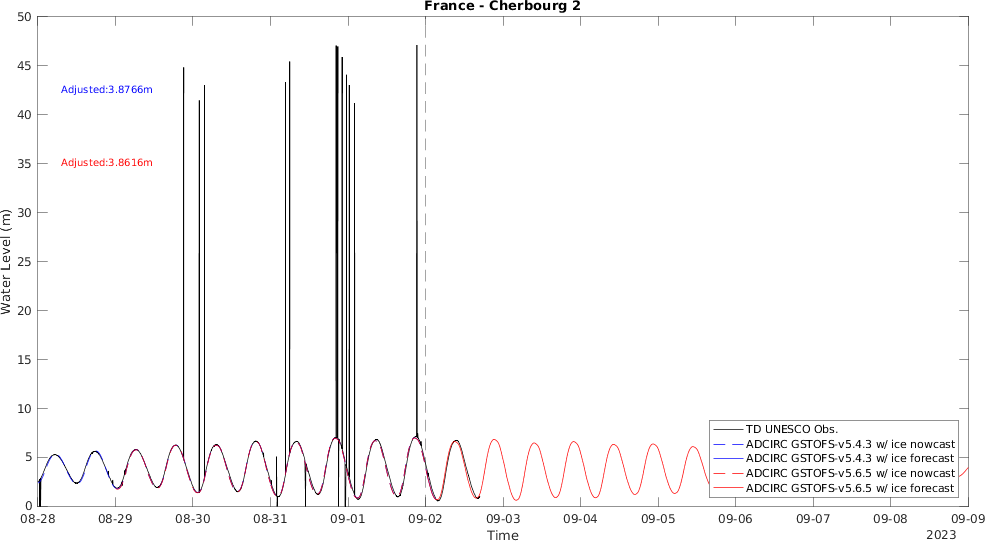 France - Cherbourg 2
50
45
40
35
30
25
20
15
10
5
0
Water Level (m)
Adjusted:3.8766m
Adjusted:3.8616m
TD UNESCO Obs.
ADCIRC GSTOFS-v5.4.3 w/ ice nowcast
ADCIRC GSTOFS-v5.4.3 w/ ice forecast
ADCIRC GSTOFS-v5.6.5 w/ ice nowcast
ADCIRC GSTOFS-v5.6.5 w/ ice forecast
08-28 08-29 08-30 08-31 09-01 09-02 09-03 09-04 09-05 09-06 09-07 09-08 09-09
Time
2023